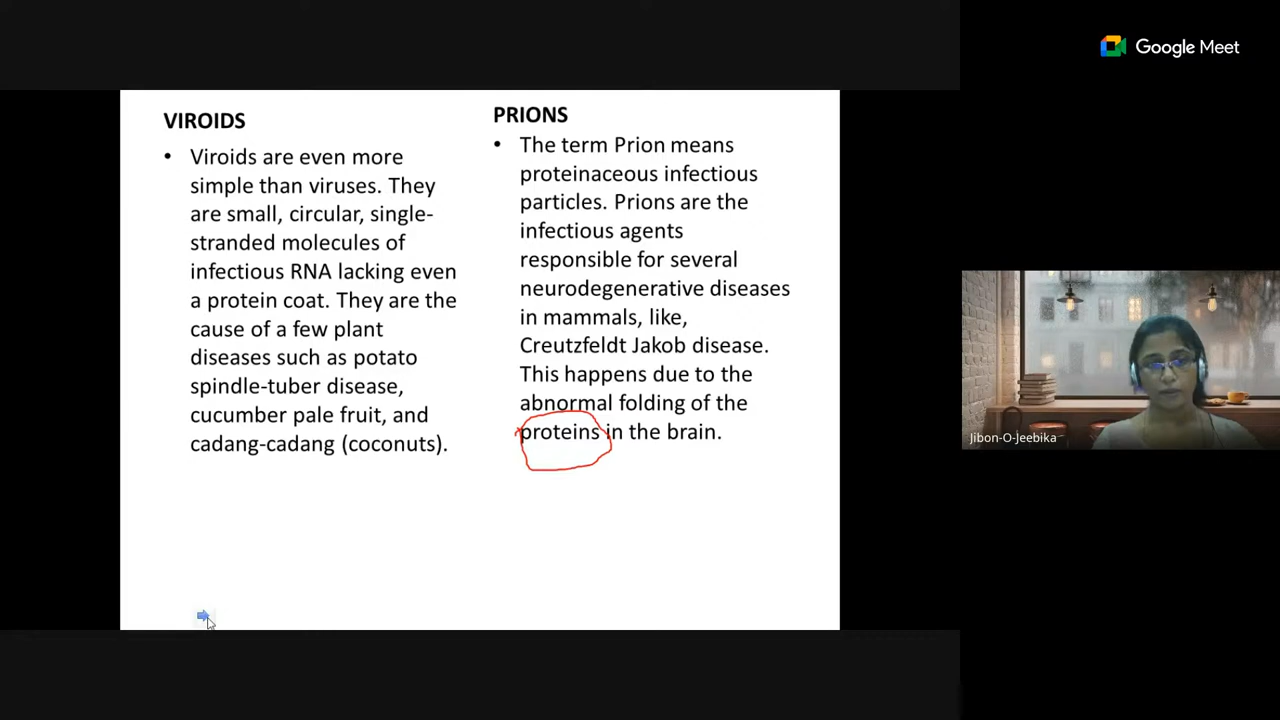 Google Meet
VIROIDS
• Viroids are even more
simple than viruses. They
are small, circular, single-
stranded molecules of
infectious RNA lacking even
a protein coat. They are the
cause of a few plant
diseases such as potato
spindle-tuber disease,
cucumber pale fruit, and
cadang-cadang (coconuts).
PRIONS
• The term Prion means
proteinaceous infectious
particles. Prions are the
infectious agents
responsible for several
neurodegenerative diseases
in mammals, like,
Creutzfeldt Jakob disease.
This happens due to the
abnormal folding of the
proteins in the brain.
Jibon-O-Jeebika